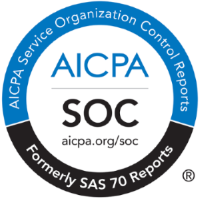 AICPA Service Organization Control Reports
AICPA
SOC
aicpa.org/soc
Formerly SAS 70 Reports
®